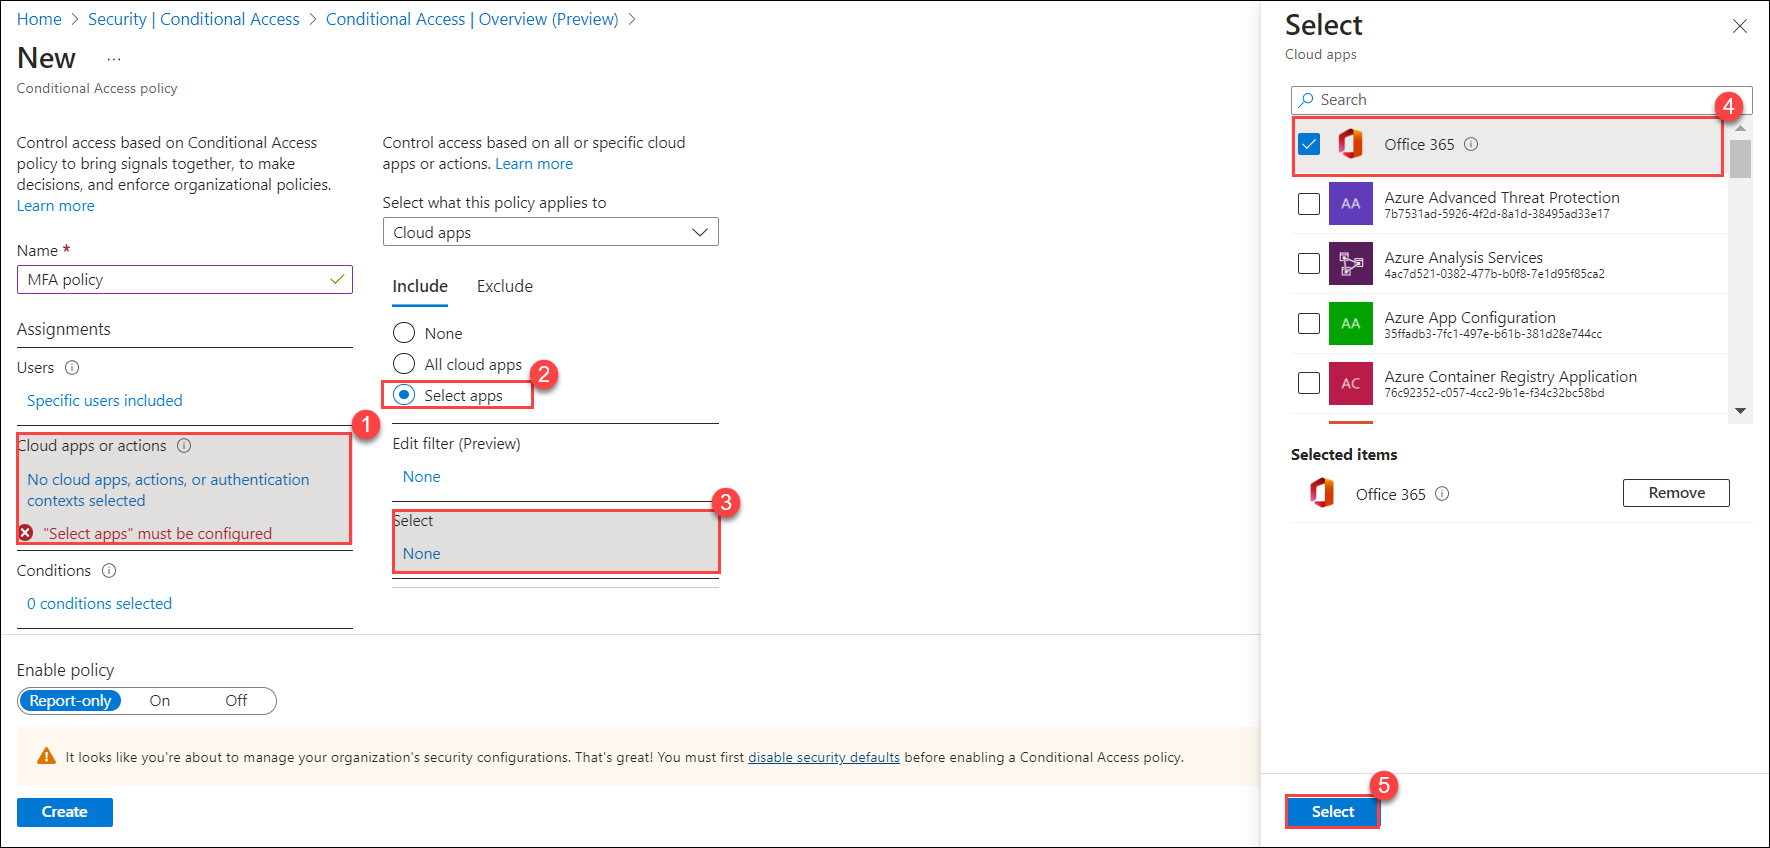 Home > Security | Conditional Access > Conditional Access | Overview (Preview) >
New ...
Conditional Access policy
Control access based on Conditional Access
policy to bring signals together, to make
decisions, and enforce organizational policies.
Learn more
Name *
MFA policy
Assignments
Users
Specific users included
1
Cloud apps or actions
No cloud apps, actions, or authentication
contexts selected
"Select apps" must be configured
Conditions
0 conditions selected
Control access based on all or specific cloud
apps or actions. Learn more
Select what this policy applies to
Cloud apps
Include Exclude
None
All cloud apps
2
Select apps
Edit filter (Preview)
None
3
Select
None
Enable policy
Report-only On Off
It looks like you're about to manage your organization's security configurations. That's great! You must first disable security defaults before enabling a Conditional Access policy.
Create
Select
Cloud apps
Search
4
Office 365
AA
Azure Advanced Threat Protection
7b7531ad-5926-4f2d-8a1d-38495ad33e17
Azure Analysis Services
4ac7d521-0382-477b-b0f8-7e1d95f85ca2
AA
Azure App Configuration
35ffadb3-7fc1-497e-b61b-381d28e744cc
AC
Azure Container Registry Application
76c92352-c057-4cc2-9b1e-f34c32bc58bd
Selected items
Office 365
Remove
5
Select